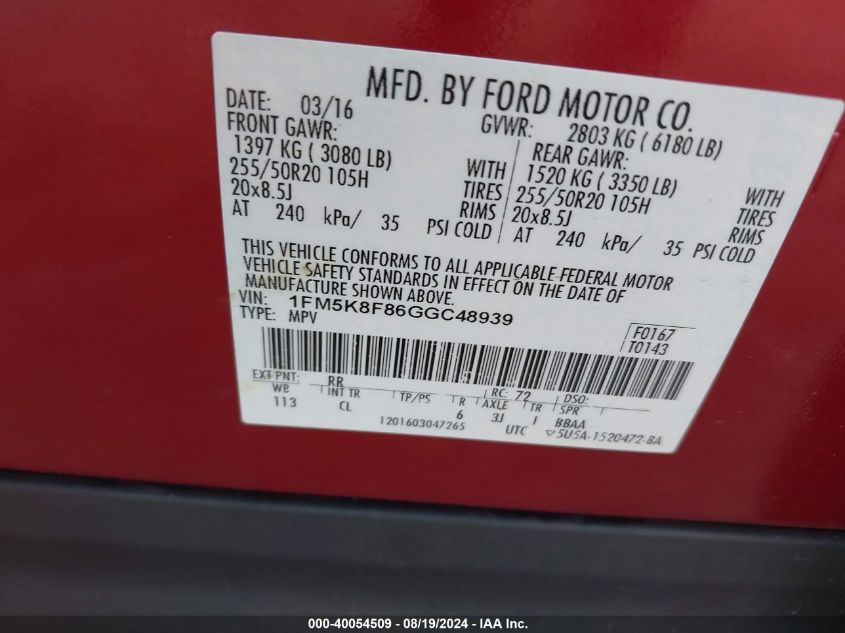 MFD. BY FORD MOTOR CO.
DATE: 03/16 GVWR: 2803 KG ( 6180 LB)
FRONT GAWR: REAR GAWR:
1397 KG ( 3080 LB) WITH 1520 KG ( 3350 LB) WITH
255/50R20 105H TIRES 255/50R20 105H TIRES
20x8.5J RIMS 20x8.5J RIMS
AT 240 kPa/ 35 PSI COLD AT 240 kPa/ 35 PSI COLD
THIS VEHICLE CONFORMS TO ALL APPLICABLE FEDERAL MOTOR
VEHICLE SAFETY STANDARDS IN EFFECT ON THE DATE OF
MANUFACTURE SHOWN ABOVE.
VIN: 1FM5K8F86GGC48939
TYPE: MPV
F0167
T0143
EXT PNT: RR RC: 72 DSO:
WB INT TR TP/PS R AXLE TR SPR
113 CL 6 3J I BBAA
1201603047265 UTC ▽5U5A-1520472-BA
000-40054509 - 08/19/2024 - IAA Inc.